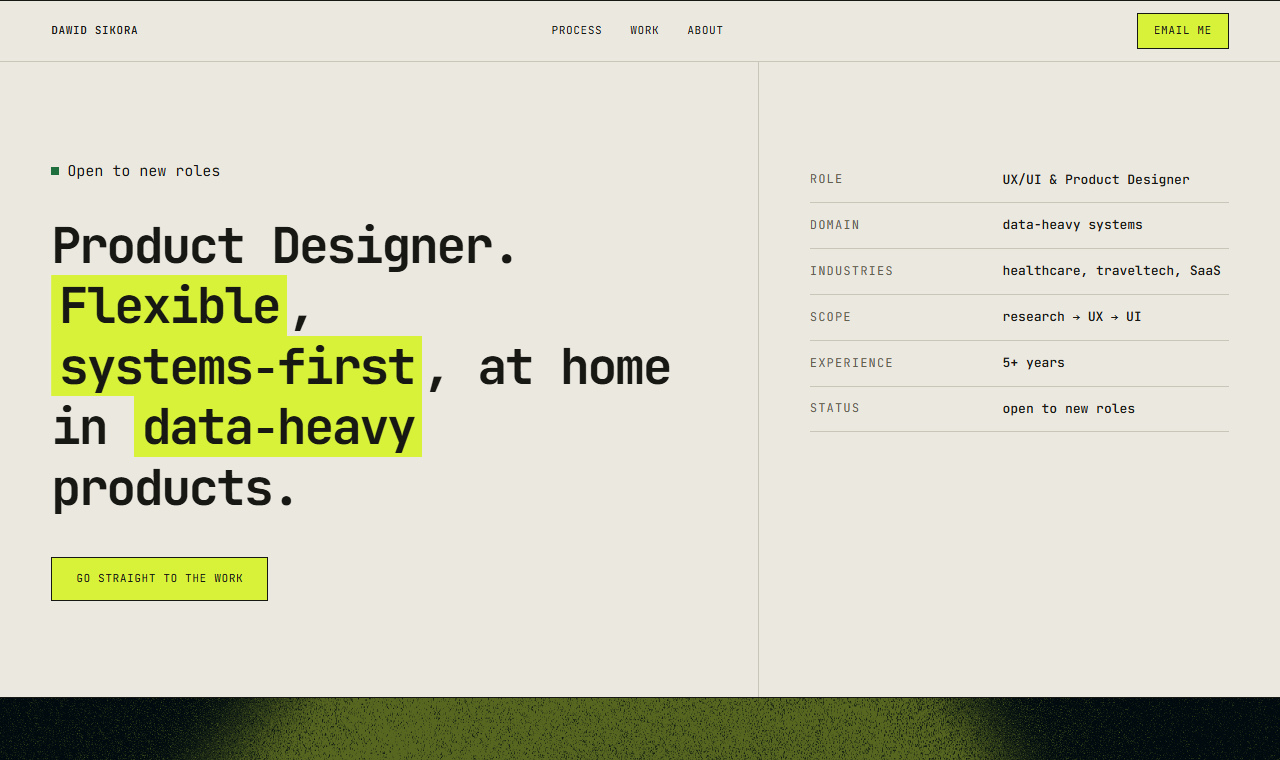 DAWID SIKORA
PROCESS WORK ABOUT
EMAIL ME
Open to new roles
Product Designer.
Flexible,
systems-first, at home
in data-heavy
products.
GO STRAIGHT TO THE WORK
ROLE UX/UI & Product Designer
DOMAIN data-heavy systems
INDUSTRIES healthcare, traveltech, SaaS
SCOPE research → UX → UI
EXPERIENCE 5+ years
STATUS open to new roles